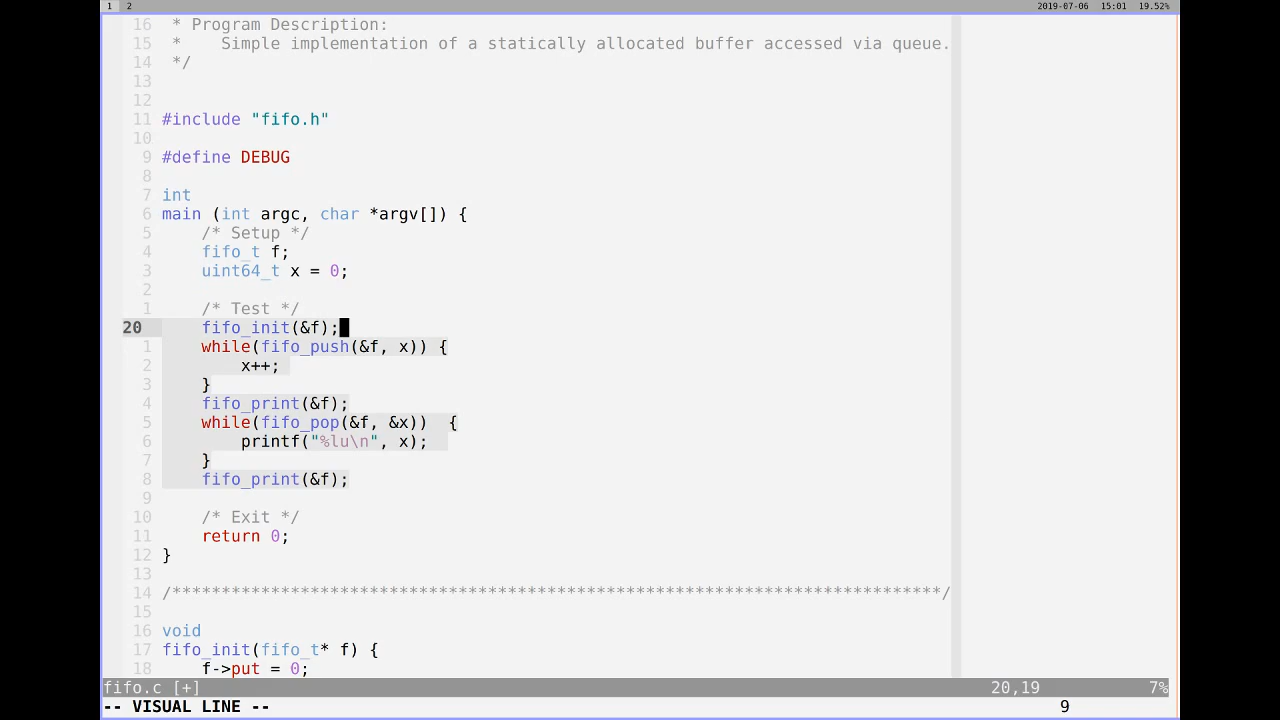 1 2 2019-07-06 15:01 19.52%
16 * Program Description:
15 *    Simple implementation of a statically allocated buffer accessed via queue.
14 */
13
12
11 #include "fifo.h"
10
9 #define DEBUG
8
7 int
6 main (int argc, char *argv[]) {
5     /* Setup */
4     fifo_t f;
3     uint64_t x = 0;
2
1     /* Test */
20     fifo_init(&f);
1     while(fifo_push(&f, x)) {
2         x++;
3     }
4     fifo_print(&f);
5     while(fifo_pop(&f, &x))  {
6         printf("%lu\n", x);
7     }
8     fifo_print(&f);
9
10     /* Exit */
11     return 0;
12 }
13
14 /******************************************************************************/
15
16 void
17 fifo_init(fifo_t* f) {
18     f->put = 0;
fifo.c [+] 20,19 7%
-- VISUAL LINE -- 9